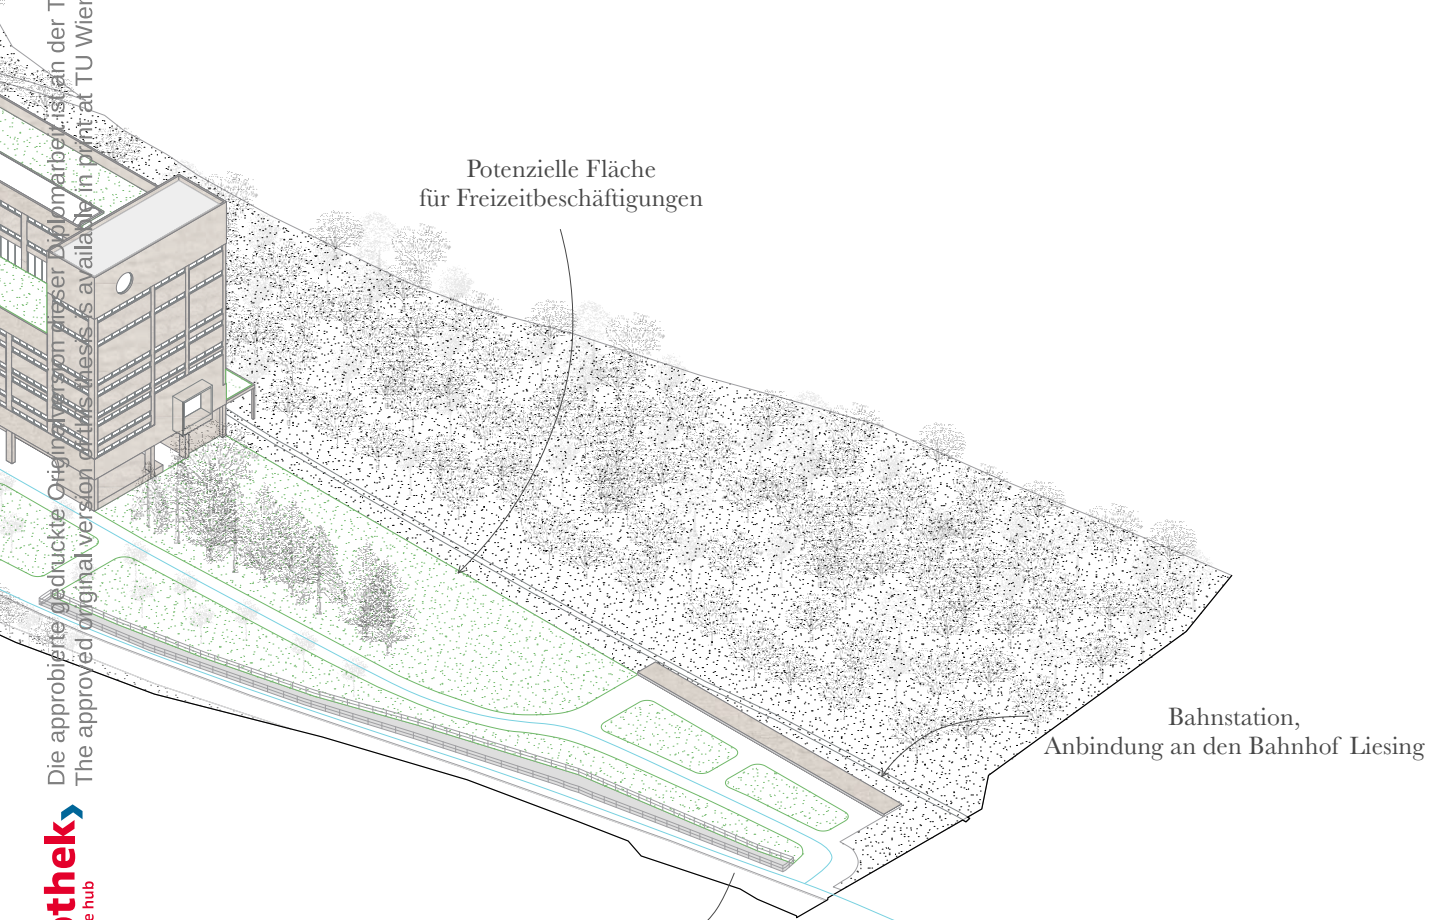 Potenzielle Fläche
für Freizeitbeschäftigungen
Bahnstation,
Anbindung an den Bahnhof Liesing
Die approbierte gedruckte Originalversion dieser Diplomarbeit ist an der T
The approved original version of this thesis is available in print at TU Wien
othek
e hub